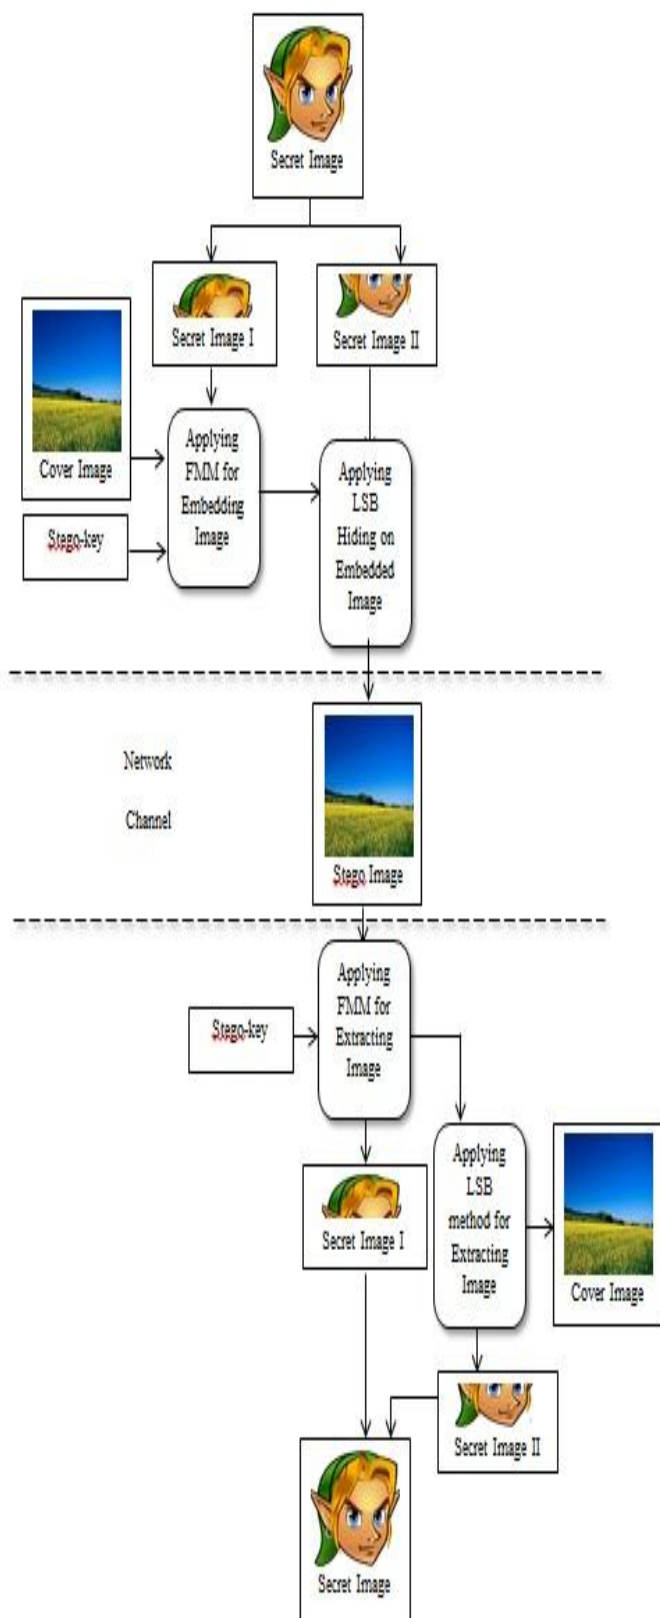 Secret Image
Secret Image I
Secret Image II
Cover Image
Stego-key
Applying
FMM for
Embedding
Image
Applying
LSB
Hiding on
Embedded
Image
Network
Channel
Stego Image
Stego-key
Applying
FMM for
Extracting
Image
Secret Image I
Applying
LSB
method for
Extracting
Image
Cover Image
Secret Image II
Secret Image